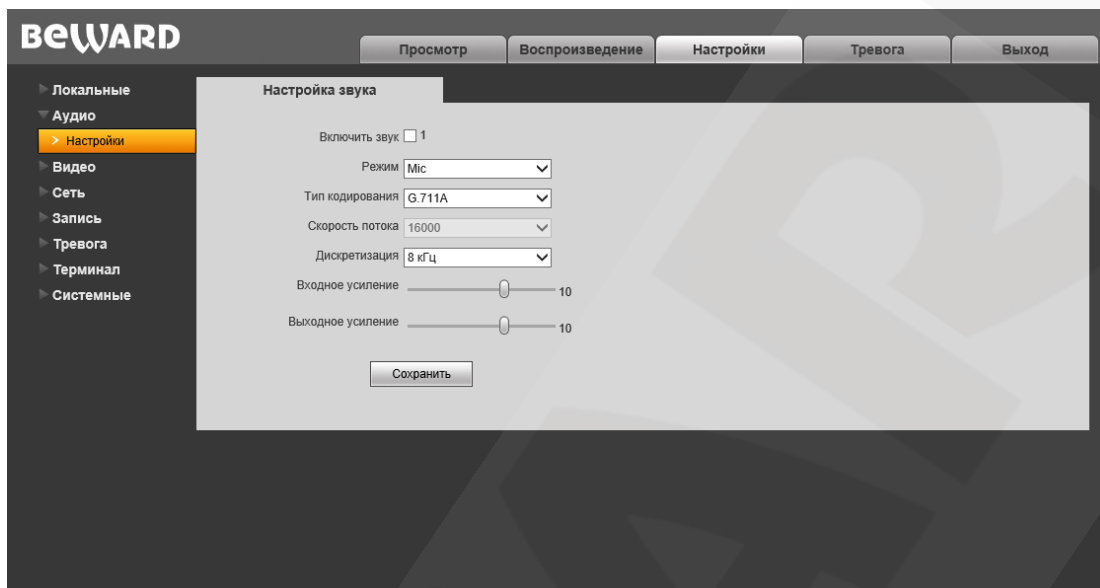 BEWARD
Просмотр Воспроизведение Настройки Тревога Выход
Локальные
Аудио
> Настройки
Видео
Сеть
Запись
Тревога
Терминал
Системные
Настройка звука
Включить звук 1
Режим Mic
Тип кодирования G.711A
Скорость потока 16000
Дискретизация 8 кГц
Входное усиление 10
Выходное усиление 10
Сохранить